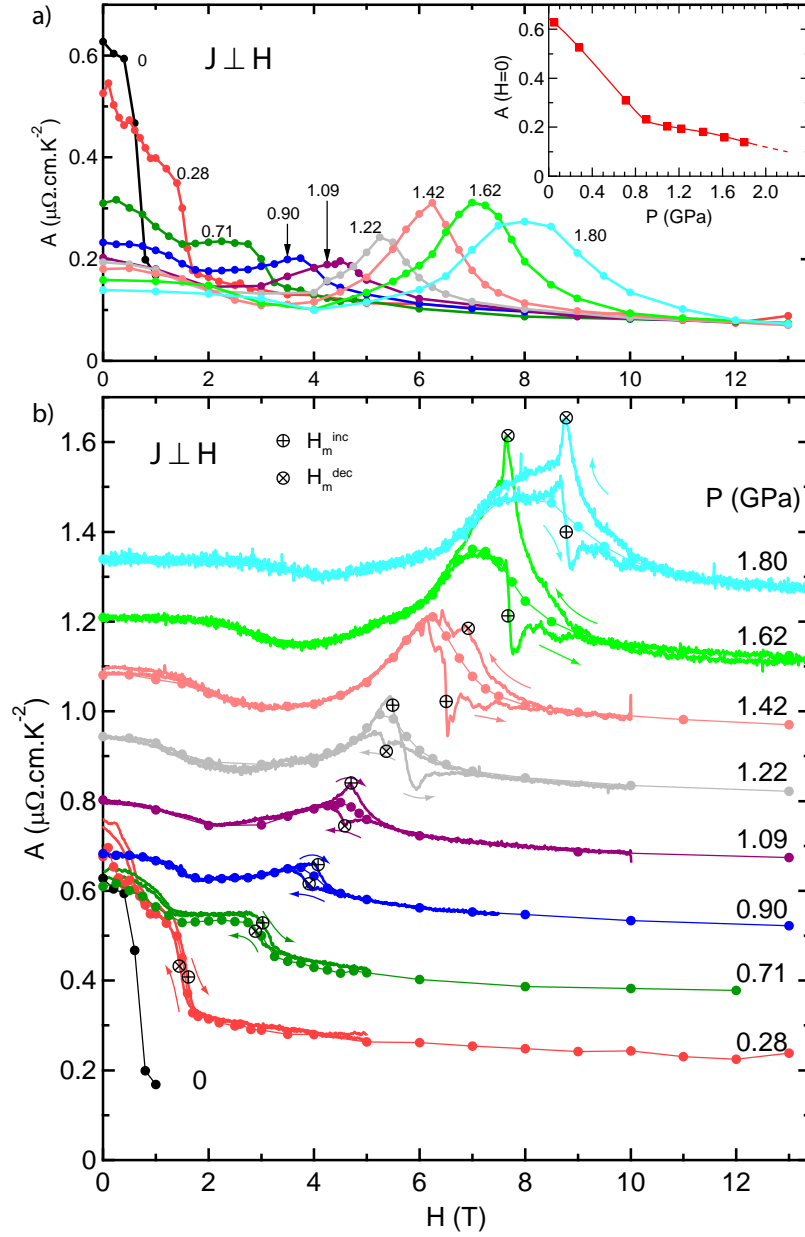 a)
J ⊥ H
A (μΩ.cm.K⁻²)
0.6
0.4
0.2
0
0
0.28
0.71
0.90
1.09
1.22
1.42
1.62
1.80
0 2 4 6 8 10 12 13
A (H=0)
0.6
0.4
0.2
0
0 0.4 0.8 1.2 1.6 2.0
P (GPa)
b)
J ⊥ H
⊕ H_m^inc
⊗ H_m^dec
P (GPa)
1.80
1.62
1.42
1.22
1.09
0.90
0.71
0.28
0
A (μΩ.cm.K⁻²)
1.6
1.4
1.2
1.0
0.8
0.6
0.4
0.2
0
0 2 4 6 8 10 12 13
H (T)